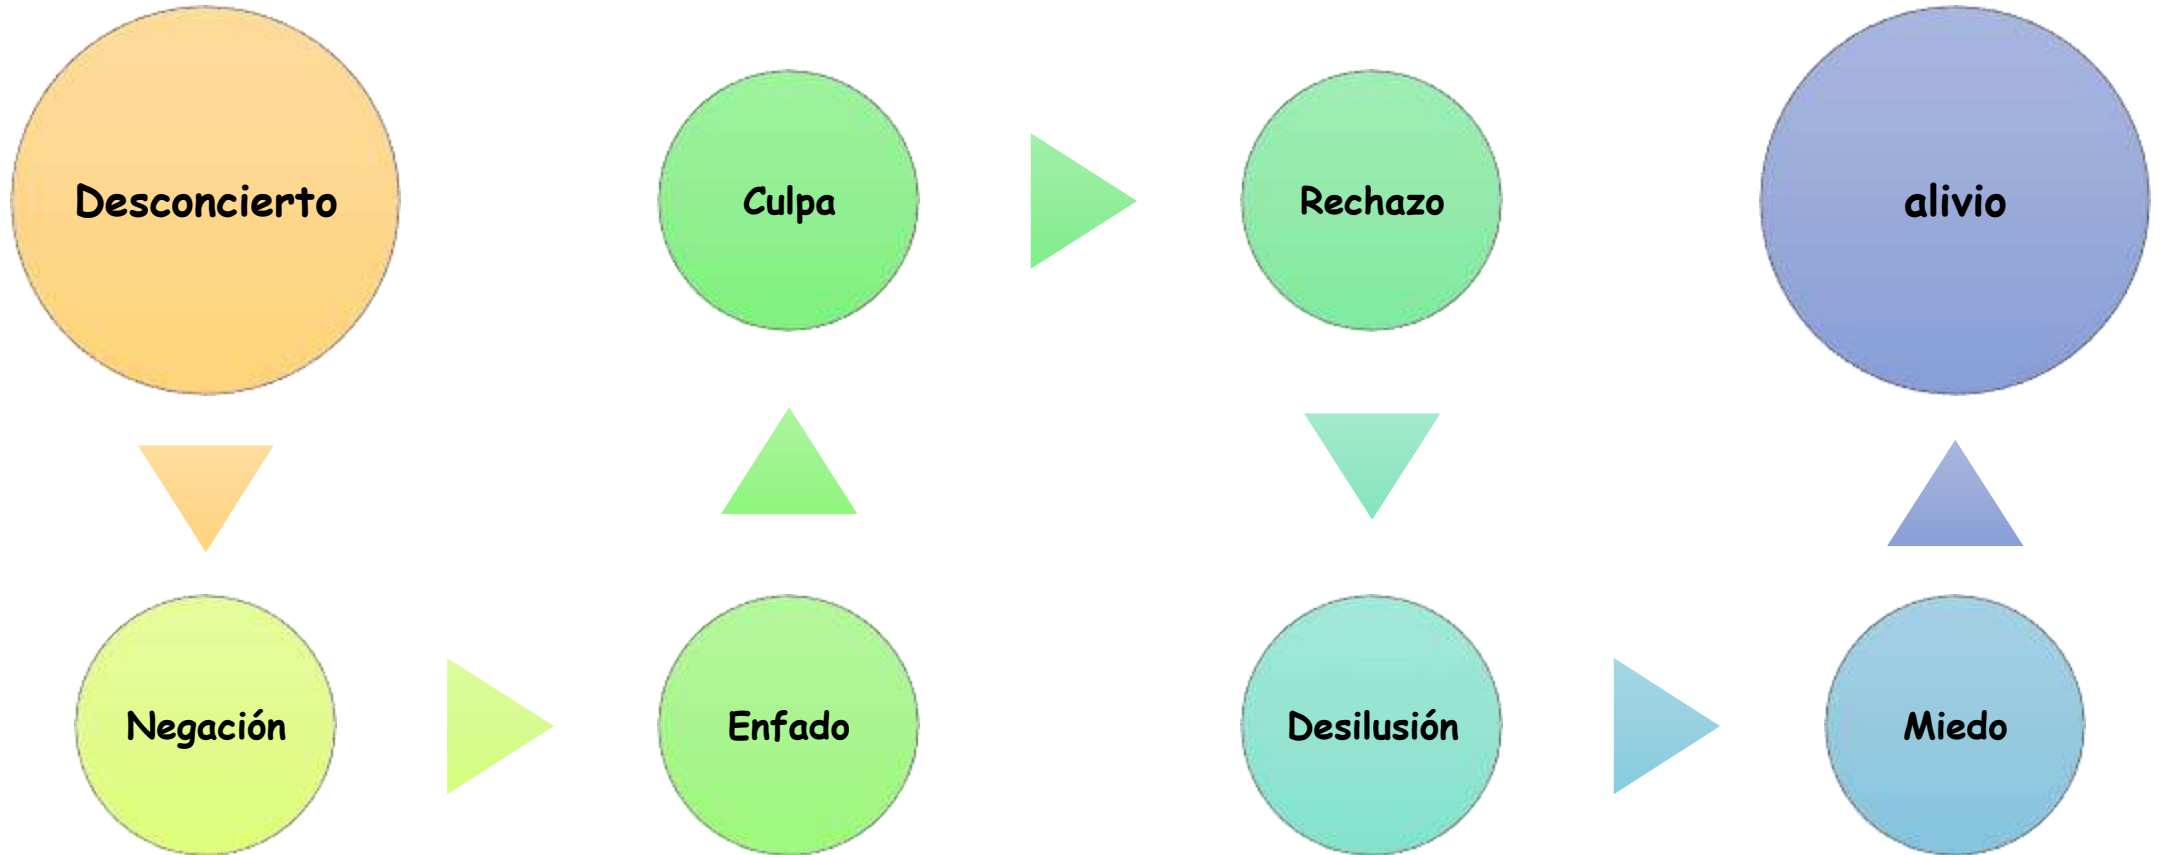 Desconcierto
Negación
Enfado
Culpa
Rechazo
Desilusión
Miedo
alivio